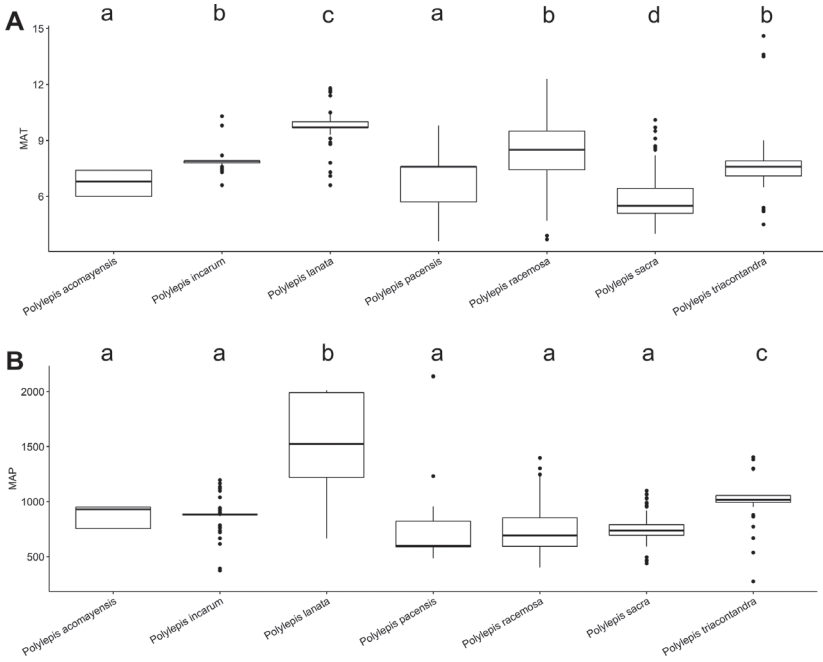 A a b c a b d b
15
12
9
6
MAT
Polylepis acomayensis
Polylepis incarum
Polylepis lanata
Polylepis pacensis
Polylepis racemosa
Polylepis sacra
Polylepis triacontandra
B a a b a a a c
2000
1500
1000
500
MAP
Polylepis acomayensis
Polylepis incarum
Polylepis lanata
Polylepis pacensis
Polylepis racemosa
Polylepis sacra
Polylepis triacontandra